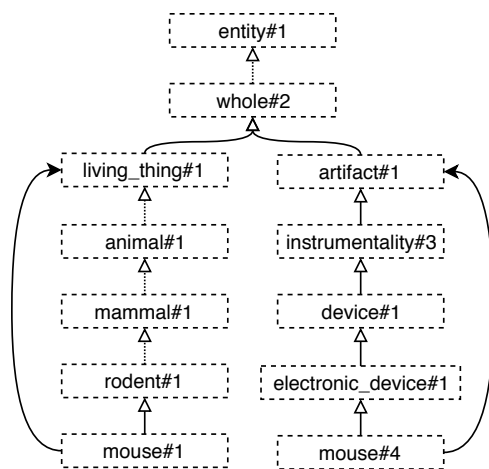 entity#1
whole#2
living_thing#1
artifact#1
animal#1
instrumentality#3
mammal#1
device#1
rodent#1
electronic_device#1
mouse#1
mouse#4